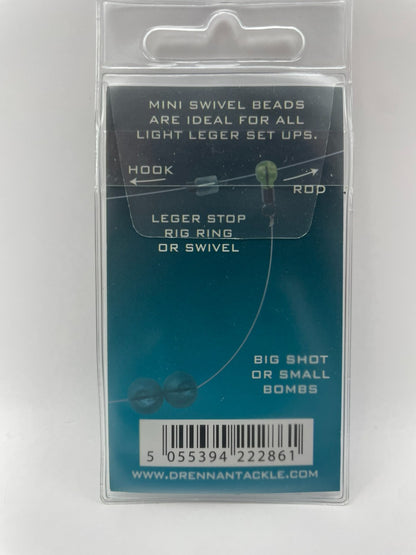 MINI SWIVEL BEADS
ARE IDEAL FOR ALL
LIGHT LEGER SET UPS.
HOOK
ROD
LEGER STOP
RIG RING
OR SWIVEL
BIG SHOT
OR SMALL
BOMBS
5 055394 222861
WWW.DRENNANTACKLE.COM